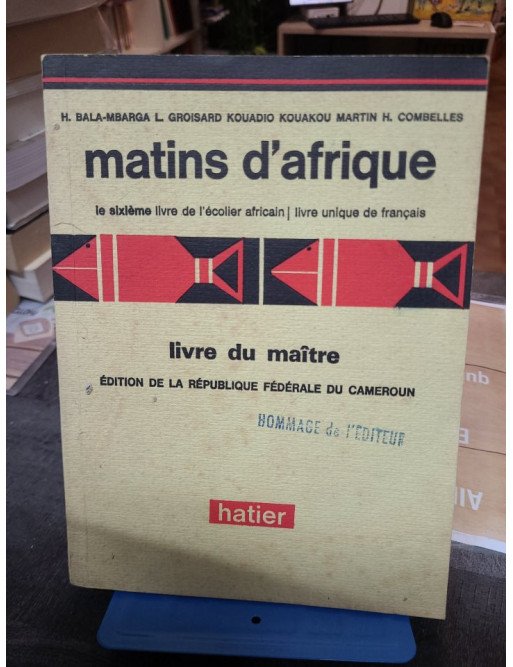 H. BALA-MBARGA L. GROISARD KOUADIO KOUAKOU MARTIN H. COMBELLES
matins d'afrique
le sixième livre de l'écolier africain | livre unique de français
livre du maître
ÉDITION DE LA RÉPUBLIQUE FÉDÉRALE DU CAMEROUN
HOMMAGE de l'ÉDITEUR
hatier